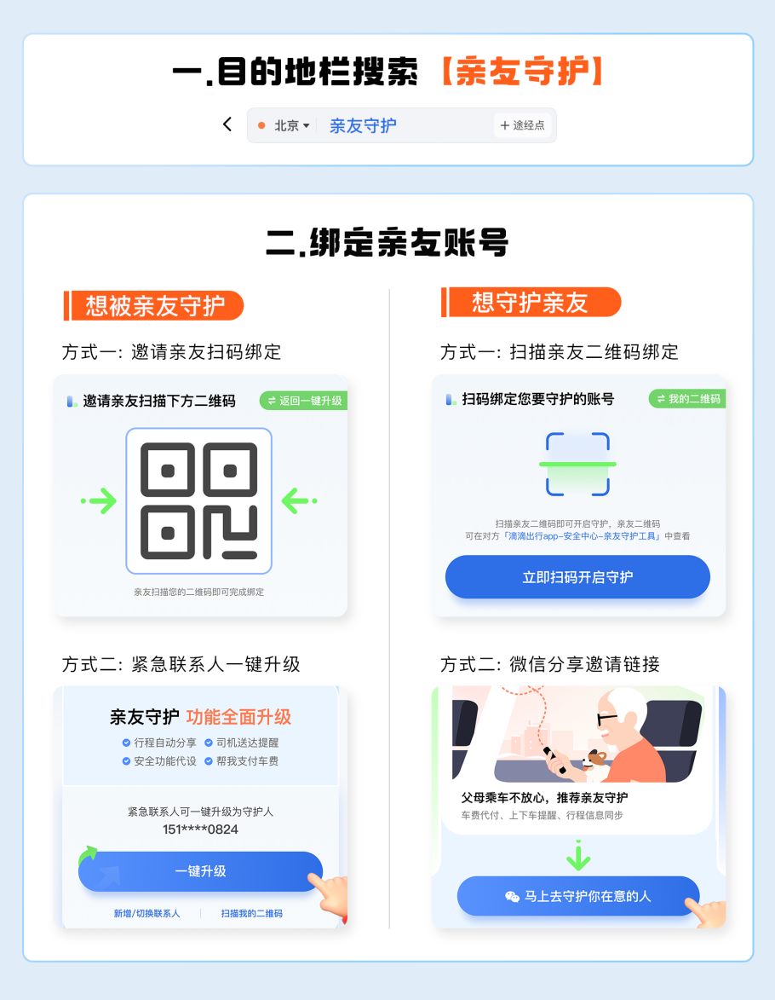 一.目的地栏搜索【亲友守护】
北京 亲友守护 + 途经点
二.绑定亲友账号
想被亲友守护
方式一: 邀请亲友扫码绑定
邀请亲友扫描下方二维码 返回一键升级
亲友扫描您的二维码即可完成绑定
方式二: 紧急联系人一键升级
亲友守护 功能全面升级
行程自动分享 司机送达提醒
安全功能代设 帮我支付车费
紧急联系人可一键升级为守护人
151****0824
一键升级
新增/切换联系人 扫描我的二维码
想守护亲友
方式一: 扫描亲友二维码绑定
扫码绑定您要守护的账号 我的二维码
扫描亲友二维码即可开启守护，亲友二维码
可在对方「滴滴出行app-安全中心-亲友守护工具」中查看
立即扫码开启守护
方式二: 微信分享邀请链接
父母乘车不放心，推荐亲友守护
车费代付、上下车提醒、行程信息同步
马上去守护你在意的人